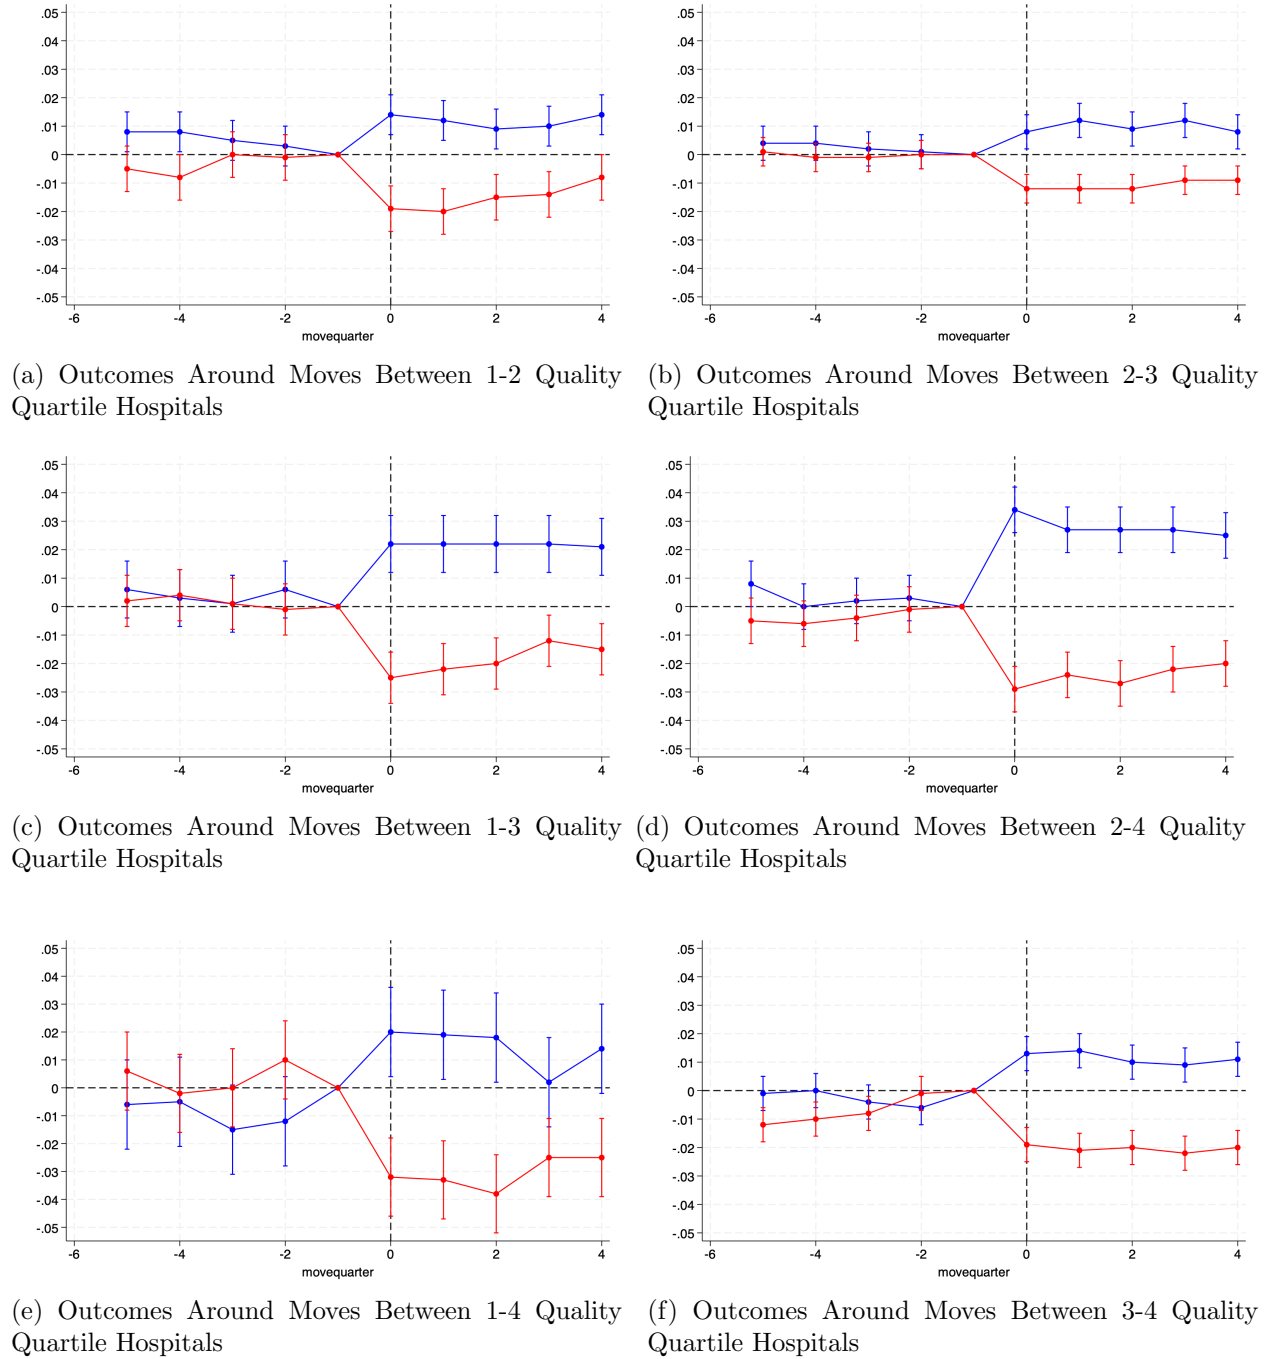 .05
.04
.03
.02
.01
0
-.01
-.02
-.03
-.04
-.05
-6 -4 -2 0 2 4
movequarter
(a) Outcomes Around Moves Between 1-2 Quality
Quartile Hospitals
.05
.04
.03
.02
.01
0
-.01
-.02
-.03
-.04
-.05
-6 -4 -2 0 2 4
movequarter
(b) Outcomes Around Moves Between 2-3 Quality
Quartile Hospitals
.05
.04
.03
.02
.01
0
-.01
-.02
-.03
-.04
-.05
-6 -4 -2 0 2 4
movequarter
(c) Outcomes Around Moves Between 1-3 Quality
Quartile Hospitals
.05
.04
.03
.02
.01
0
-.01
-.02
-.03
-.04
-.05
-6 -4 -2 0 2 4
movequarter
(d) Outcomes Around Moves Between 2-4 Quality
Quartile Hospitals
.05
.04
.03
.02
.01
0
-.01
-.02
-.03
-.04
-.05
-6 -4 -2 0 2 4
movequarter
(e) Outcomes Around Moves Between 1-4 Quality
Quartile Hospitals
.05
.04
.03
.02
.01
0
-.01
-.02
-.03
-.04
-.05
-6 -4 -2 0 2 4
movequarter
(f) Outcomes Around Moves Between 3-4 Quality
Quartile Hospitals